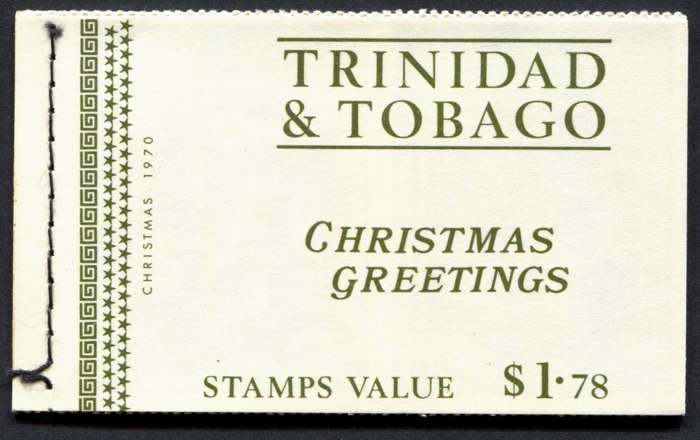 TRINIDAD
& TOBAGO
CHRISTMAS 1970
CHRISTMAS
GREETINGS
STAMPS VALUE $1·78